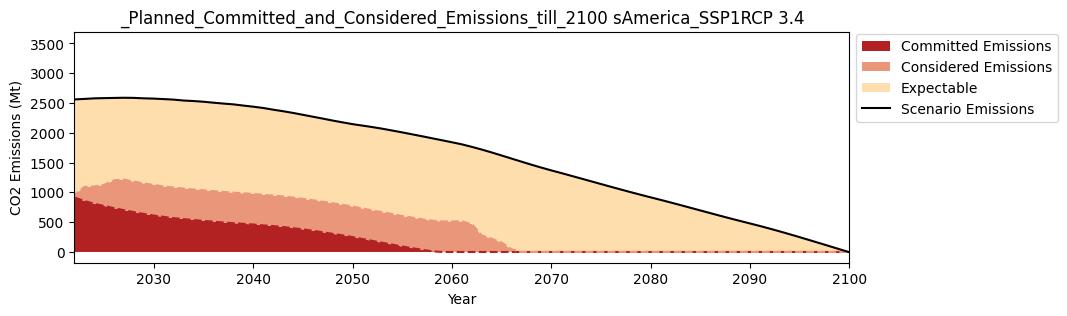 _Planned_Committed_and_Considered_Emissions_till_2100 sAmerica_SSP1RCP 3.4
3500
3000
2500
2000
1500
1000
500
0
CO2 Emissions (Mt)
2030
2040
2050
2060
2070
2080
2090
2100
Year
Committed Emissions
Considered Emissions
Expectable
Scenario Emissions